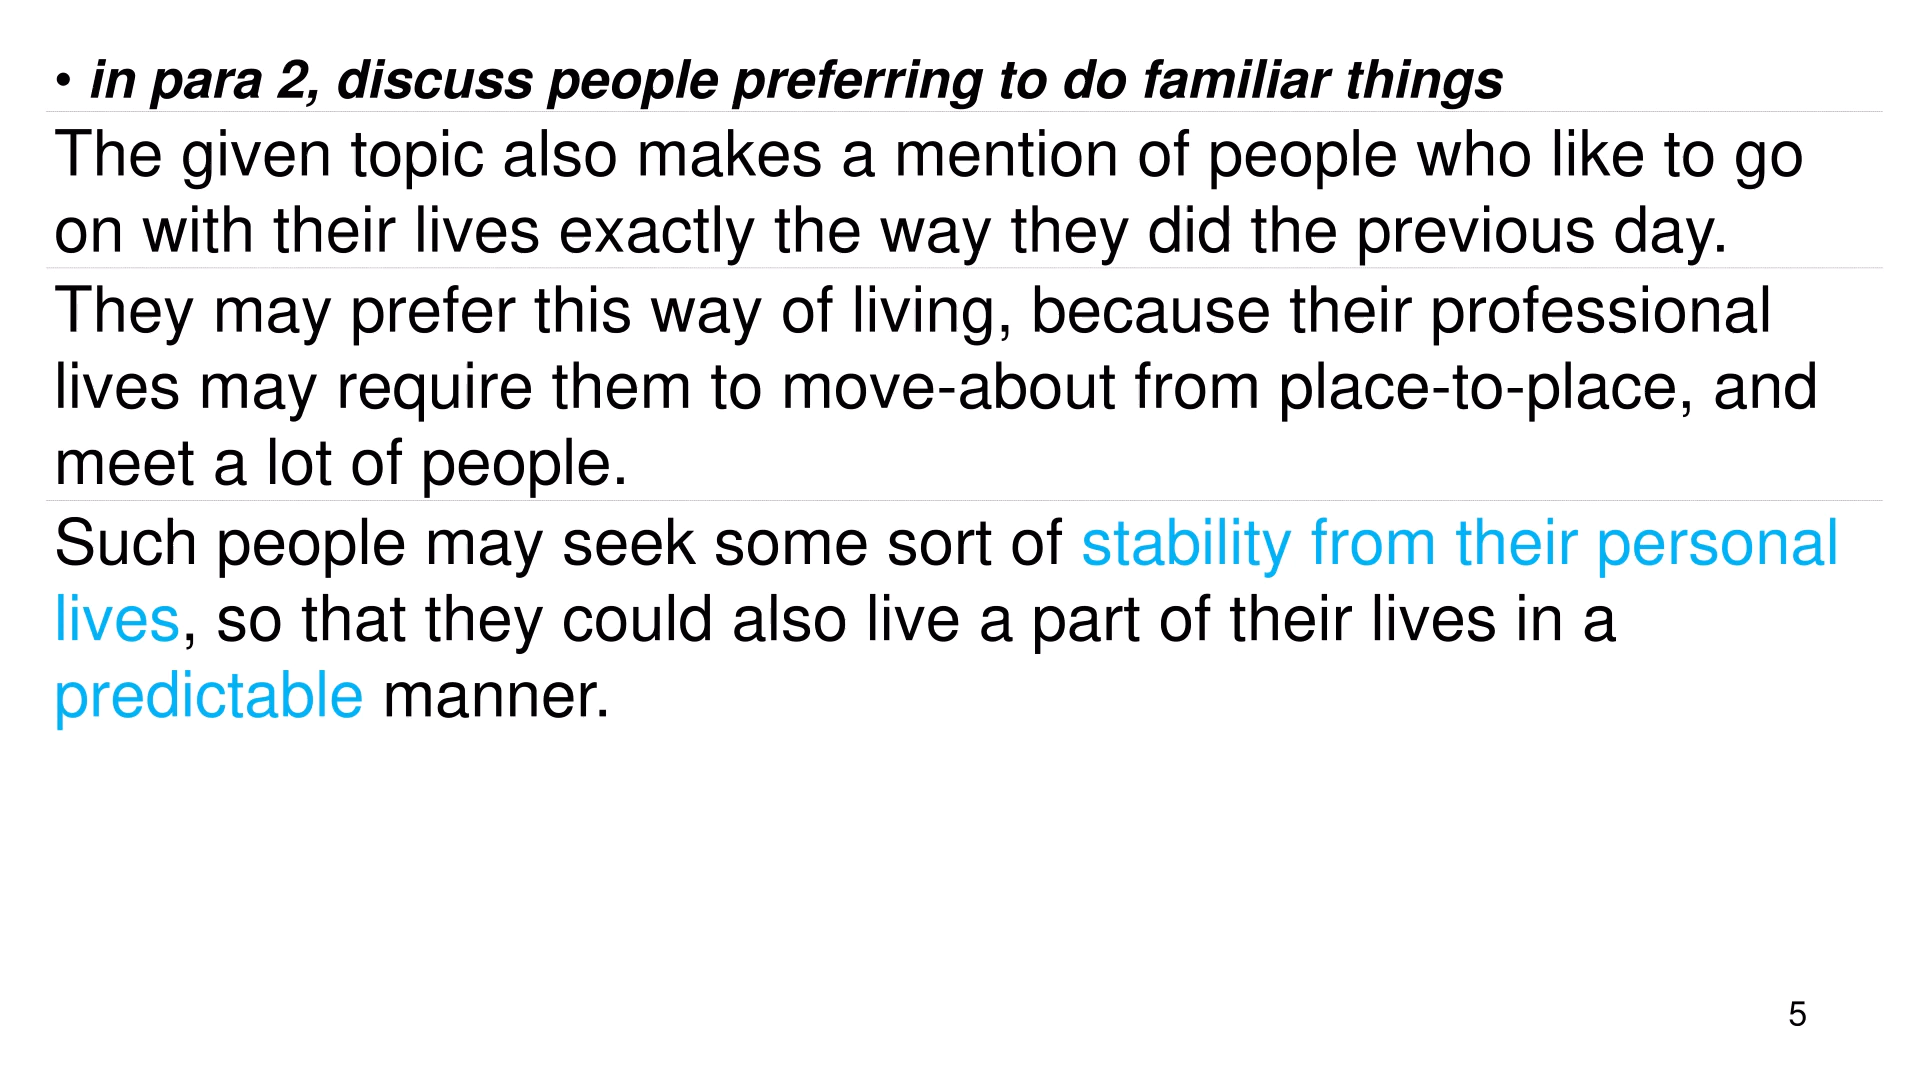 • in para 2, discuss people preferring to do familiar things
The given topic also makes a mention of people who like to go
on with their lives exactly the way they did the previous day.
They may prefer this way of living, because their professional
lives may require them to move-about from place-to-place, and
meet a lot of people.
Such people may seek some sort of stability from their personal
lives, so that they could also live a part of their lives in a
predictable manner.
5